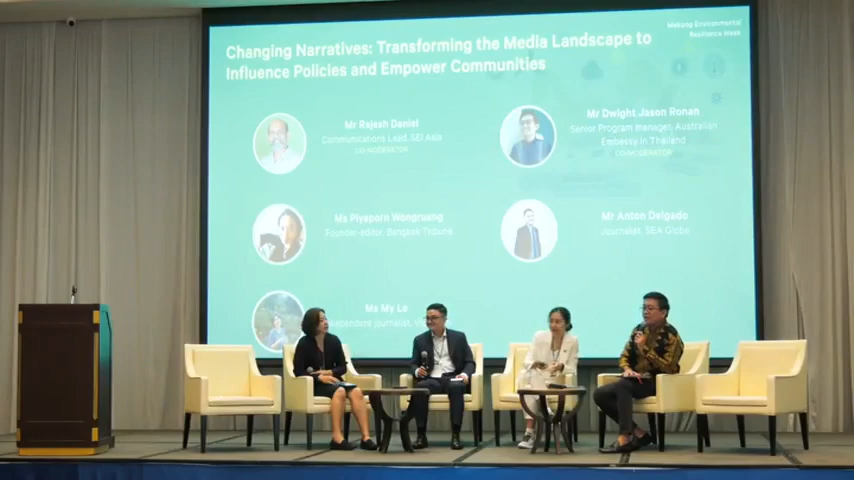 Mekong Environmental
Resilience Week
Changing Narratives: Transforming the Media Landscape to
Influence Policies and Empower Communities
Mr Rajesh Daniel
Communications Lead, SEI Asia
CO-MODERATOR
Mr Dwight Jason Ronan
Senior Program manager, Australian
Embassy in Thailand
CO-MODERATOR
Ms Piyaporn Wongruang
Founder-editor, Bangkok Tribune
Mr Anton Delgado
Journalist, SEA Globe
Ms My Le
journalist,